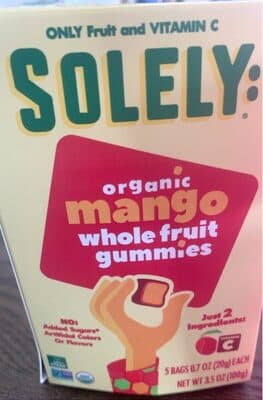 ONLY Fruit and VITAMIN C
SOLELY:
organic
mango
whole fruit
gummies
Just 2
Ingredients!
VITAMIN
C
NO!
Added Sugars*
Artificial Colors
Or Flavors
5 BAGS 0.7 OZ (20g) EACH
NET WT 3.5 OZ (100g)